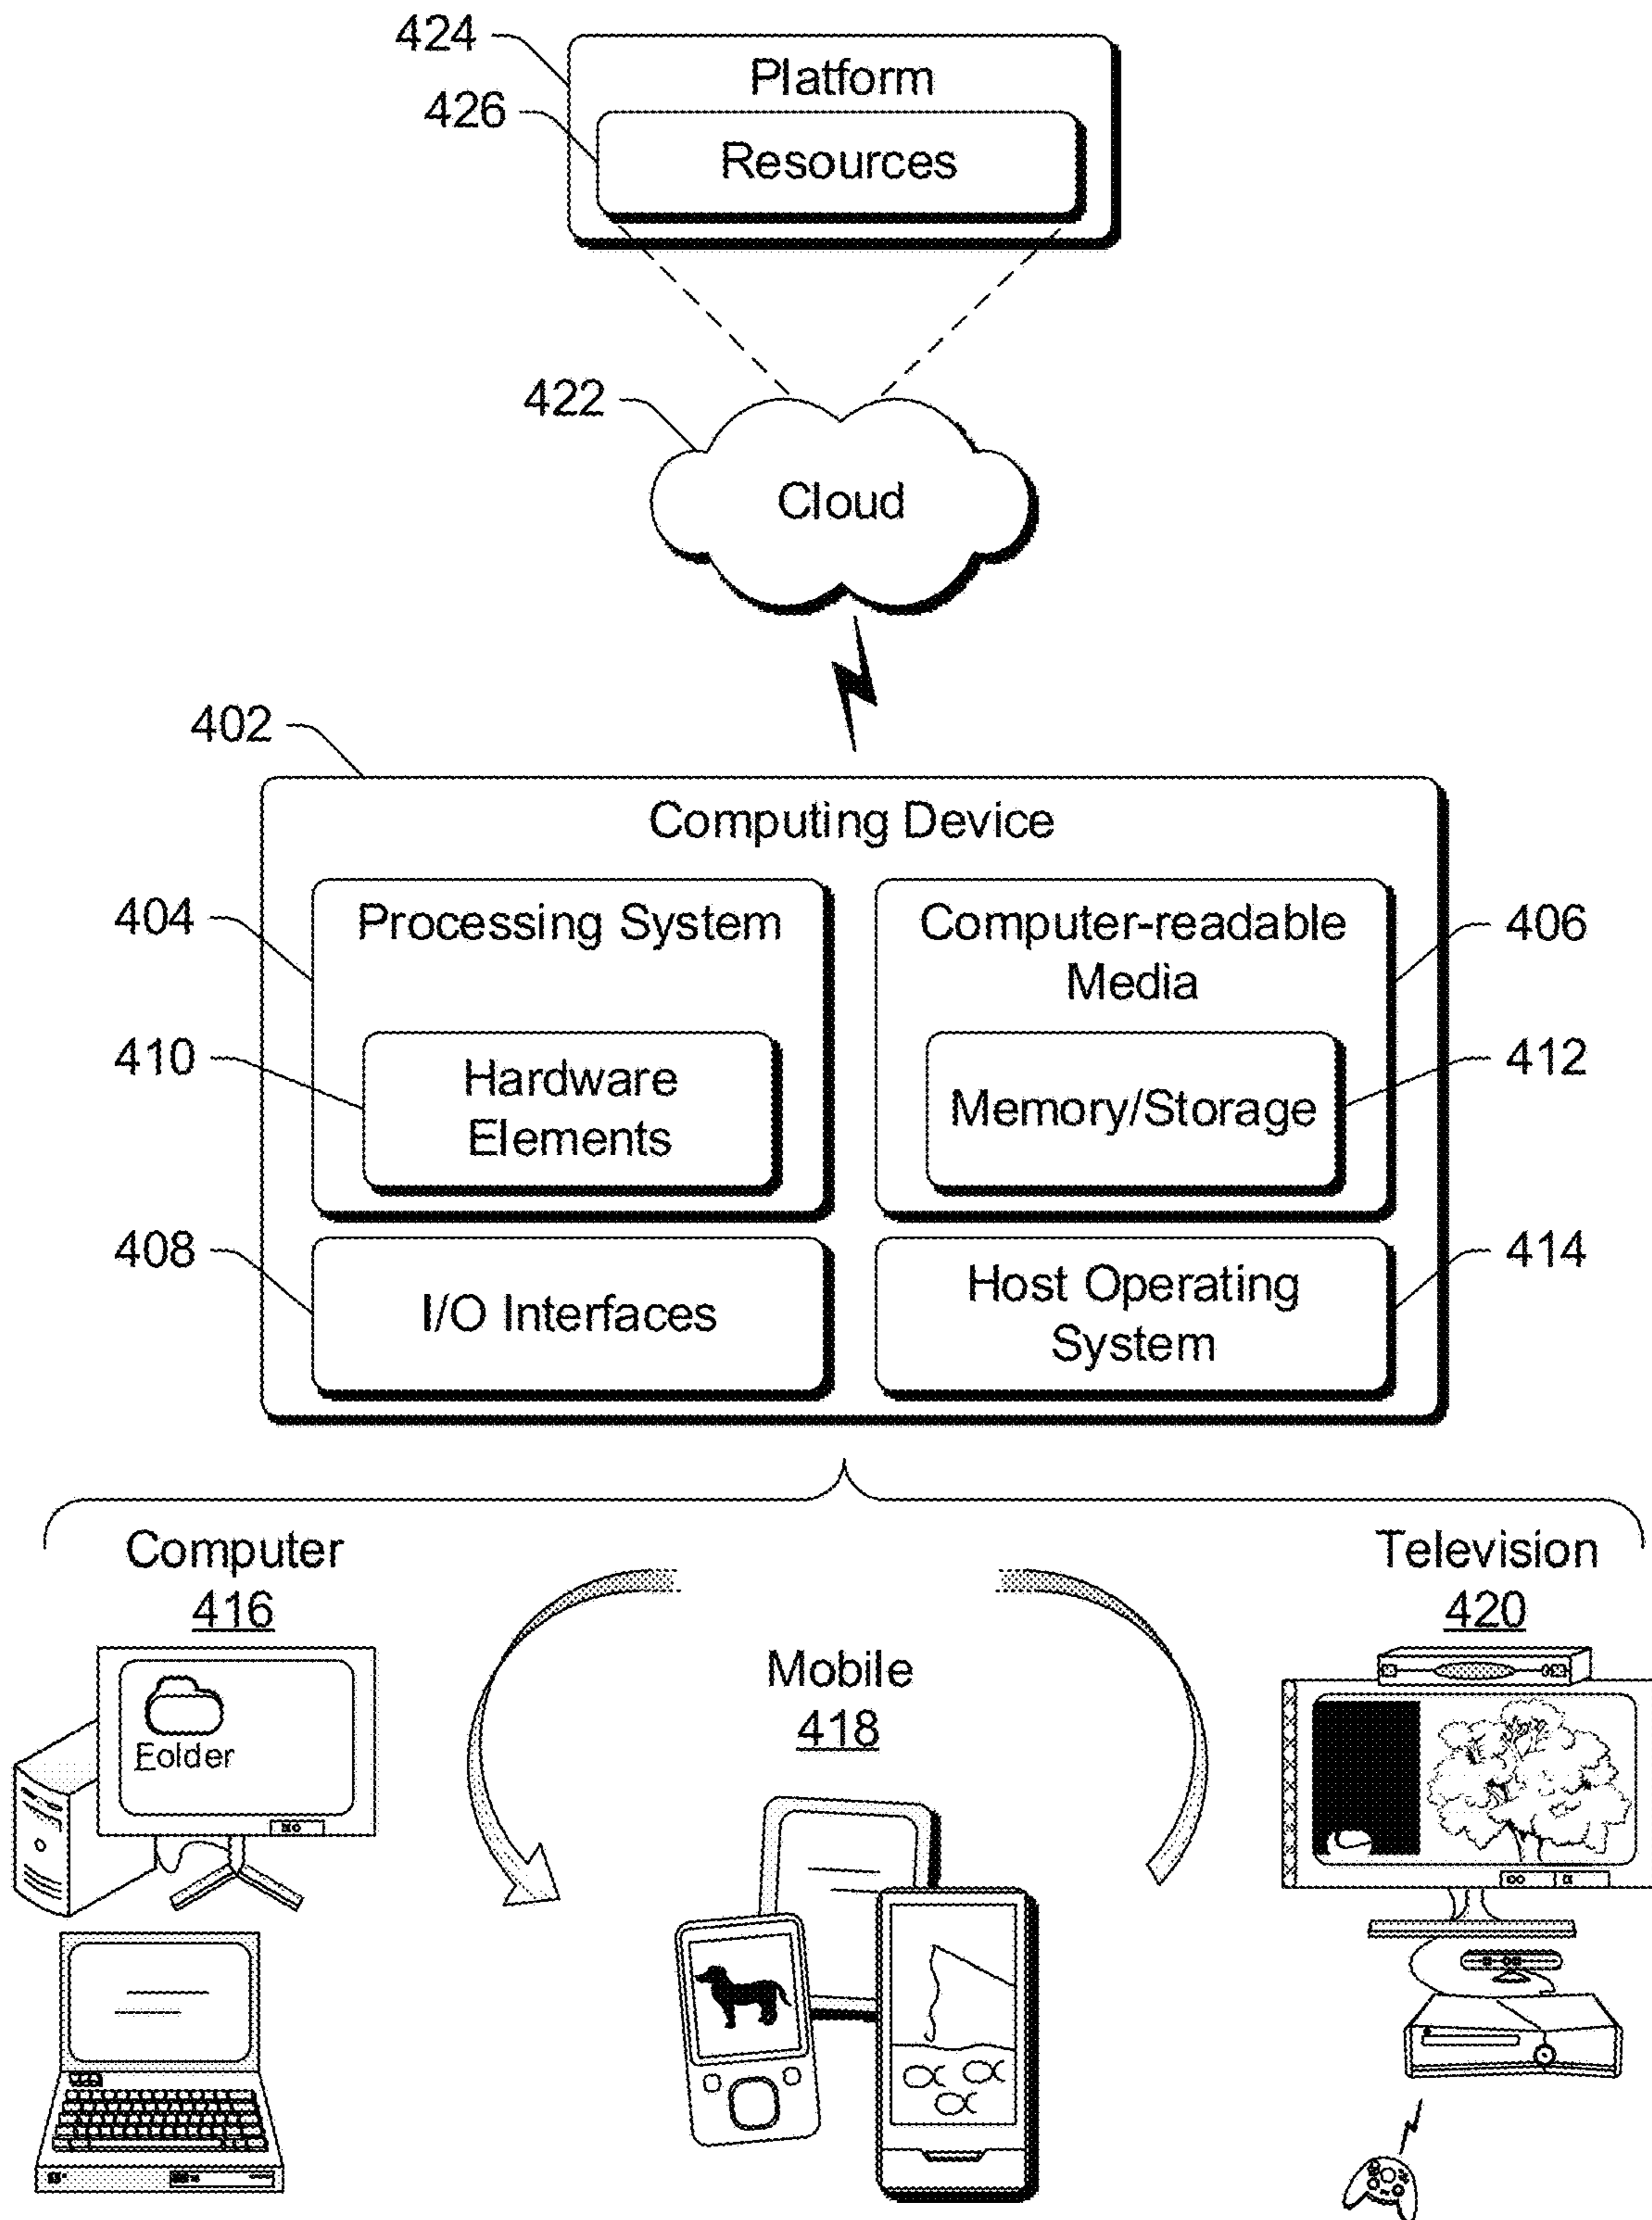 424
Platform
426
Resources
422
Cloud
402
Computing Device
404
Processing System
Computer-readable
Media
406
410
Hardware
Elements
Memory/Storage
412
408
I/O Interfaces
Host Operating
System
414
Computer
416
Television
420
Mobile
418
Folder